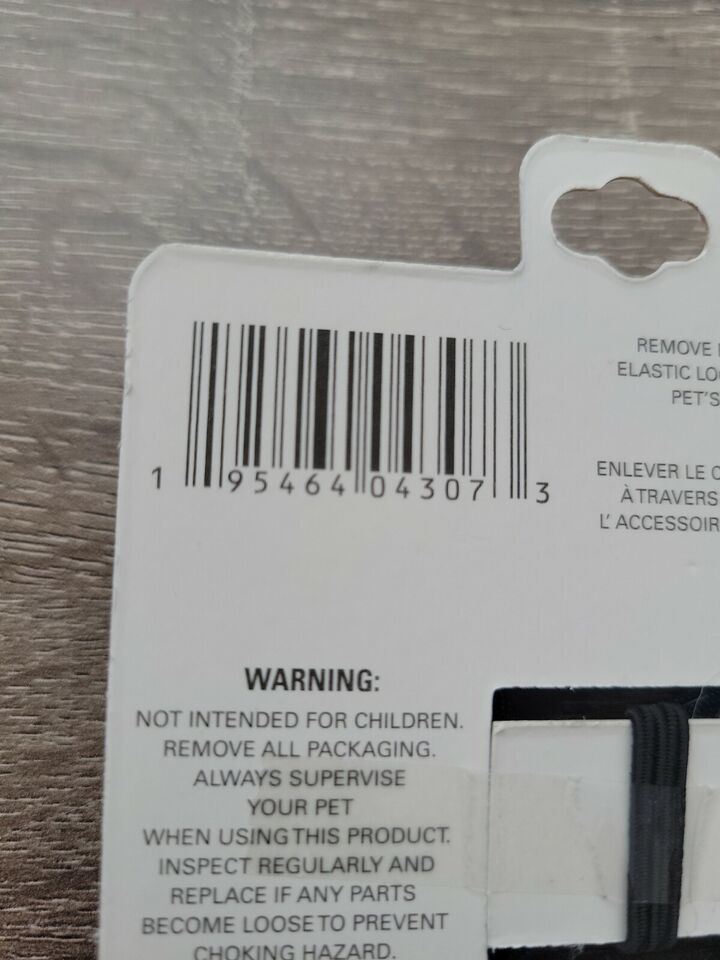 1 95464 04307 3
REMOVE
ELASTIC
PET'S
ENLEVER LE
À TRAVERS
L' ACCESSOIR
WARNING:
NOT INTENDED FOR CHILDREN.
REMOVE ALL PACKAGING.
ALWAYS SUPERVISE
YOUR PET
WHEN USING THIS PRODUCT.
INSPECT REGULARLY AND
REPLACE IF ANY PARTS
BECOME LOOSE TO PREVENT
CHOKING HAZARD.